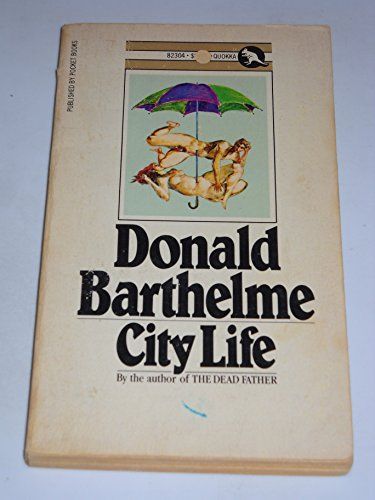 PUBLISHED BY POCKET BOOKS
82304 • $
QUOKKA
Donald
Barthelme
City Life
By the author of THE DEAD FATHER